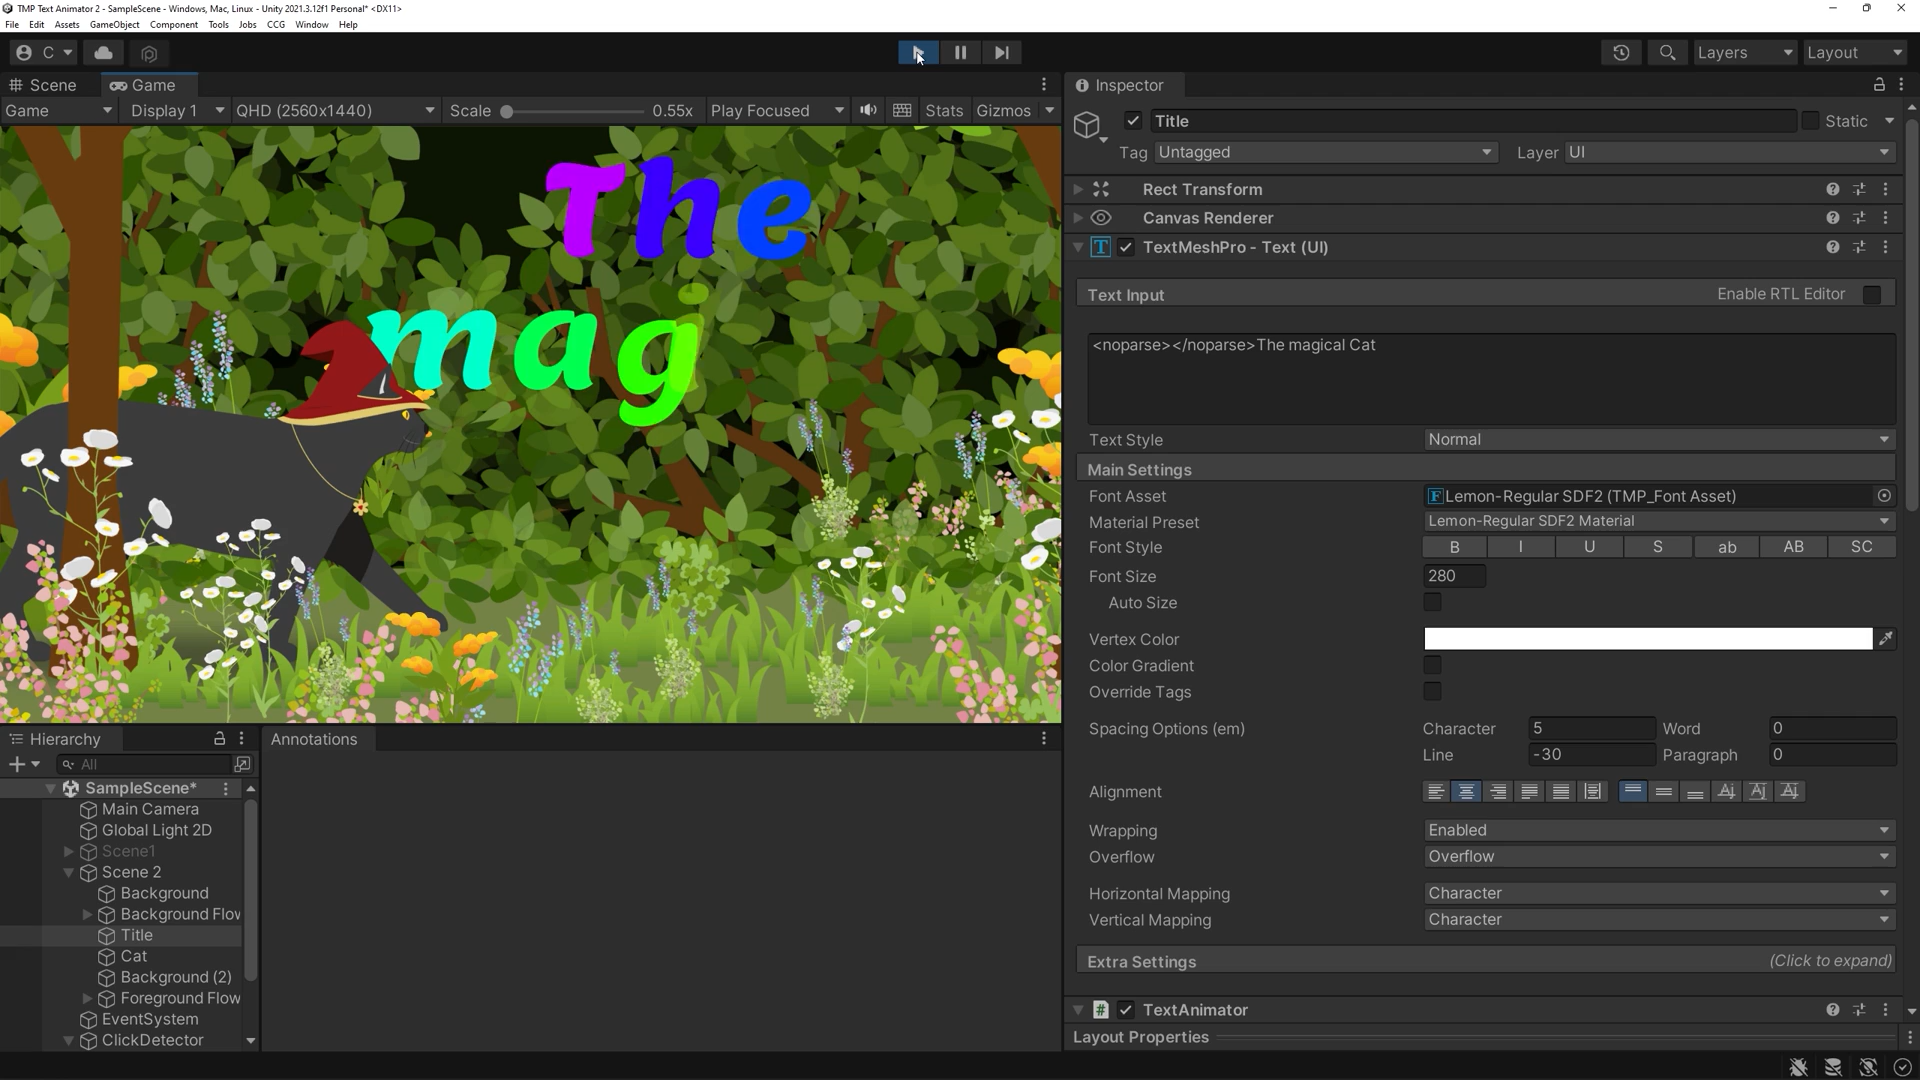 TMP Text Animator 2 - SampleScene - Windows, Mac, Linux - Unity 2021.3.12f1 Personal* <DX11>
File Edit Assets GameObject Component Tools Jobs CCG Window Help
C Layers Layout
Scene Game
Game Display 1 QHD (2560x1440) Scale 0.55x Play Focused Stats Gizmos
The
mag
Hierarchy
All
SampleScene*
Main Camera
Global Light 2D
Scene1
Scene 2
Background
Background Flow
Title
Cat
Background (2)
Foreground Flow
EventSystem
ClickDetector
Annotations
Inspector
Title Static
Tag Untagged Layer UI
Rect Transform
Canvas Renderer
TextMeshPro - Text (UI)
Text Input Enable RTL Editor
<noparse></noparse>The magical Cat
Text Style Normal
Main Settings
Font Asset Lemon-Regular SDF2 (TMP_Font Asset)
Material Preset Lemon-Regular SDF2 Material
Font Style B I U S ab AB SC
Font Size 280
Auto Size
Vertex Color
Color Gradient
Override Tags
Spacing Options (em) Character 5 Word 0
Line -30 Paragraph 0
Alignment
Wrapping Enabled
Overflow Overflow
Horizontal Mapping Character
Vertical Mapping Character
Extra Settings (Click to expand)
TextAnimator
Layout Properties